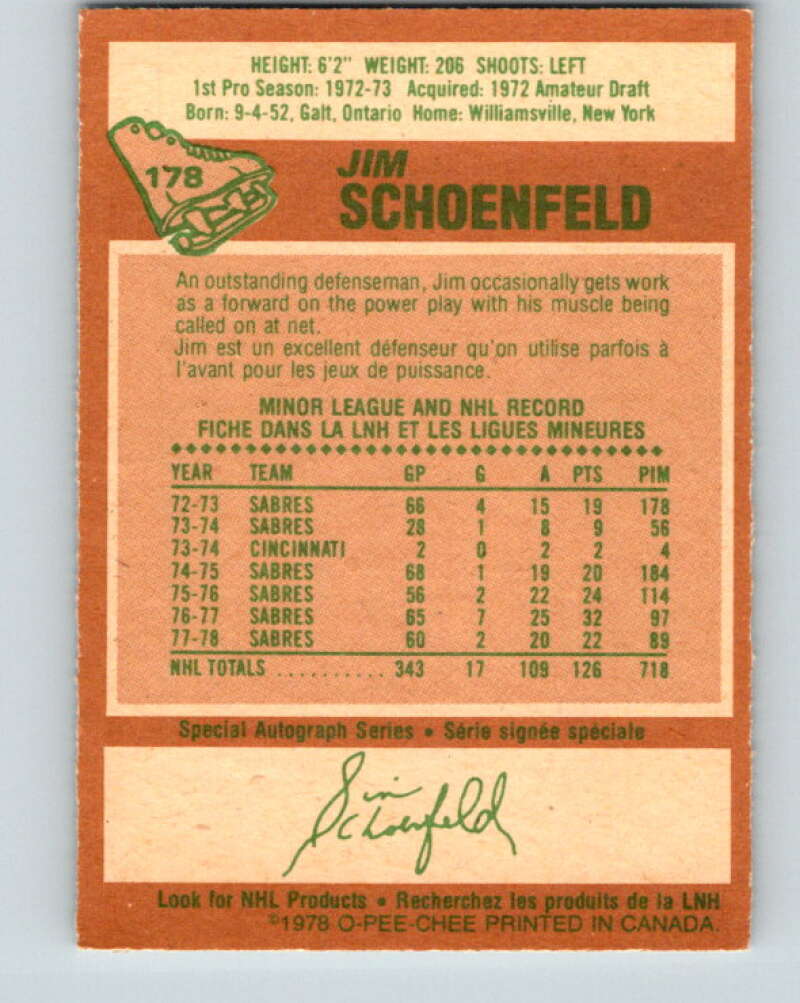 HEIGHT: 6'2" WEIGHT: 206 SHOOTS: LEFT
1st Pro Season: 1972-73 Acquired: 1972 Amateur Draft
Born: 9-4-52, Galt, Ontario Home: Williamsville, New York
178
JIM
SCHOENFELD
An outstanding defenseman, Jim occasionally gets work
as a forward on the power play with his muscle being
called on at net.
Jim est un excellent défenseur qu'on utilise parfois à
l'avant pour les jeux de puissance.
MINOR LEAGUE AND NHL RECORD
FICHE DANS LA LNH ET LES LIGUES MINEURES
YEAR TEAM GP G A PTS PIM
72-73 SABRES 66 4 15 19 178
73-74 SABRES 28 1 8 9 56
73-74 CINCINNATI 2 0 2 2 4
74-75 SABRES 68 1 19 20 184
75-76 SABRES 56 2 22 24 114
76-77 SABRES 65 7 25 32 97
77-78 SABRES 60 2 20 22 89
NHL TOTALS .......... 343 17 109 126 718
Special Autograph Series • Série signée spéciale
Jim
Schoenfeld
Look for NHL Products • Recherchez les produits de la LNH
©1978 O-PEE-CHEE PRINTED IN CANADA.